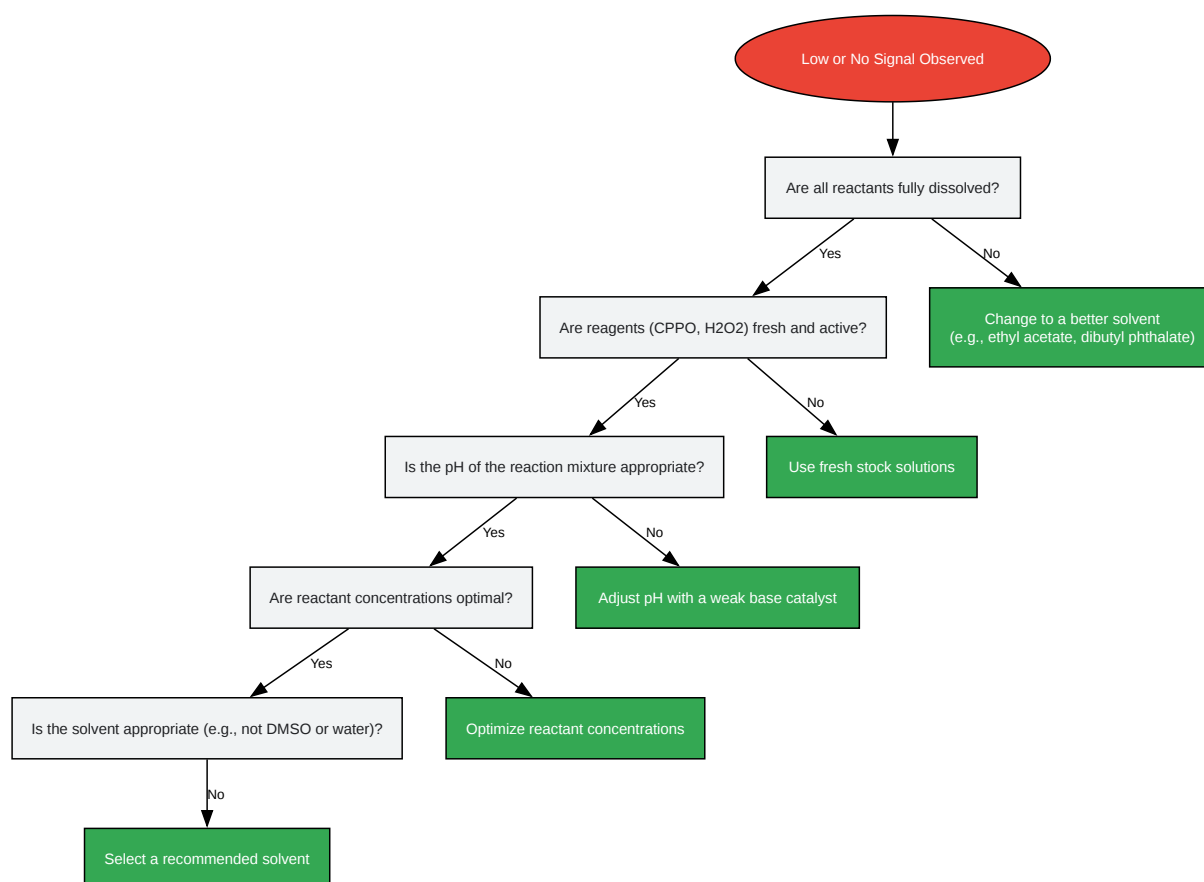 Low or No Signal Observed
Are all reactants fully dissolved?
Yes
No
Are reagents (CPPO, H2O2) fresh and active?
Change to a better solvent
(e.g., ethyl acetate, dibutyl phthalate)
Yes
No
Is the pH of the reaction mixture appropriate?
Use fresh stock solutions
Yes
No
Are reactant concentrations optimal?
Adjust pH with a weak base catalyst
Yes
No
Is the solvent appropriate (e.g., not DMSO or water)?
Optimize reactant concentrations
No
Select a recommended solvent